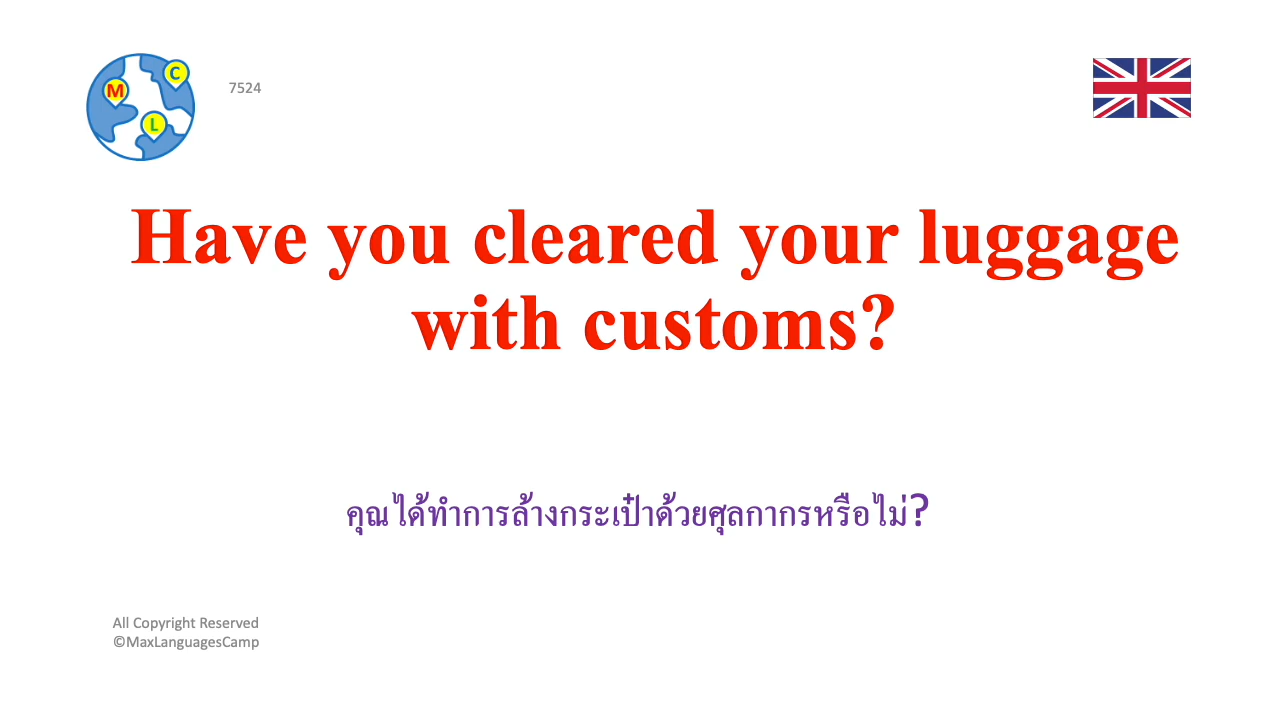 M
C
L
7524
Have you cleared your luggage
with customs?
คุณได้ทำการล้างกระเป๋าด้วยศุลกากรหรือไม่?
All Copyright Reserved
©MaxLanguagesCamp